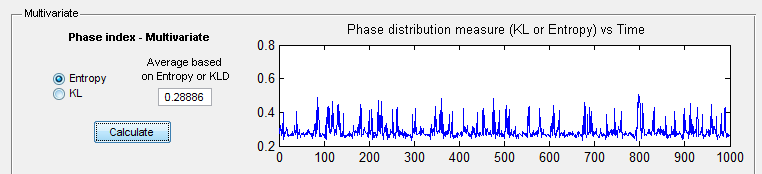 Multivariate
Phase index - Multivariate
Average based
on Entropy or KLD
Entropy
KL
0.28886
Calculate
Phase distribution measure (KL or Entropy) vs Time
0.8
0.6
0.4
0.2
0 100 200 300 400 500 600 700 800 900 1000